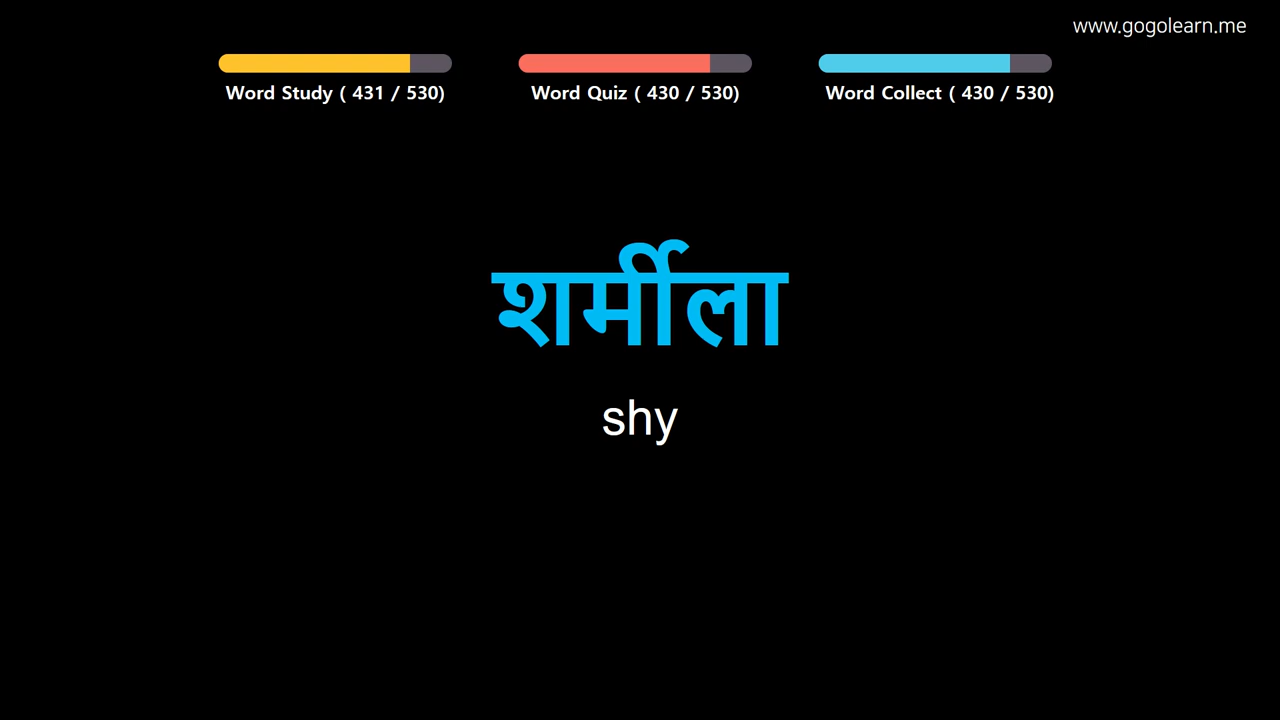 www.gogolearn.me
Word Study ( 431 / 530)
Word Quiz ( 430 / 530)
Word Collect ( 430 / 530)
शर्मीला
shy